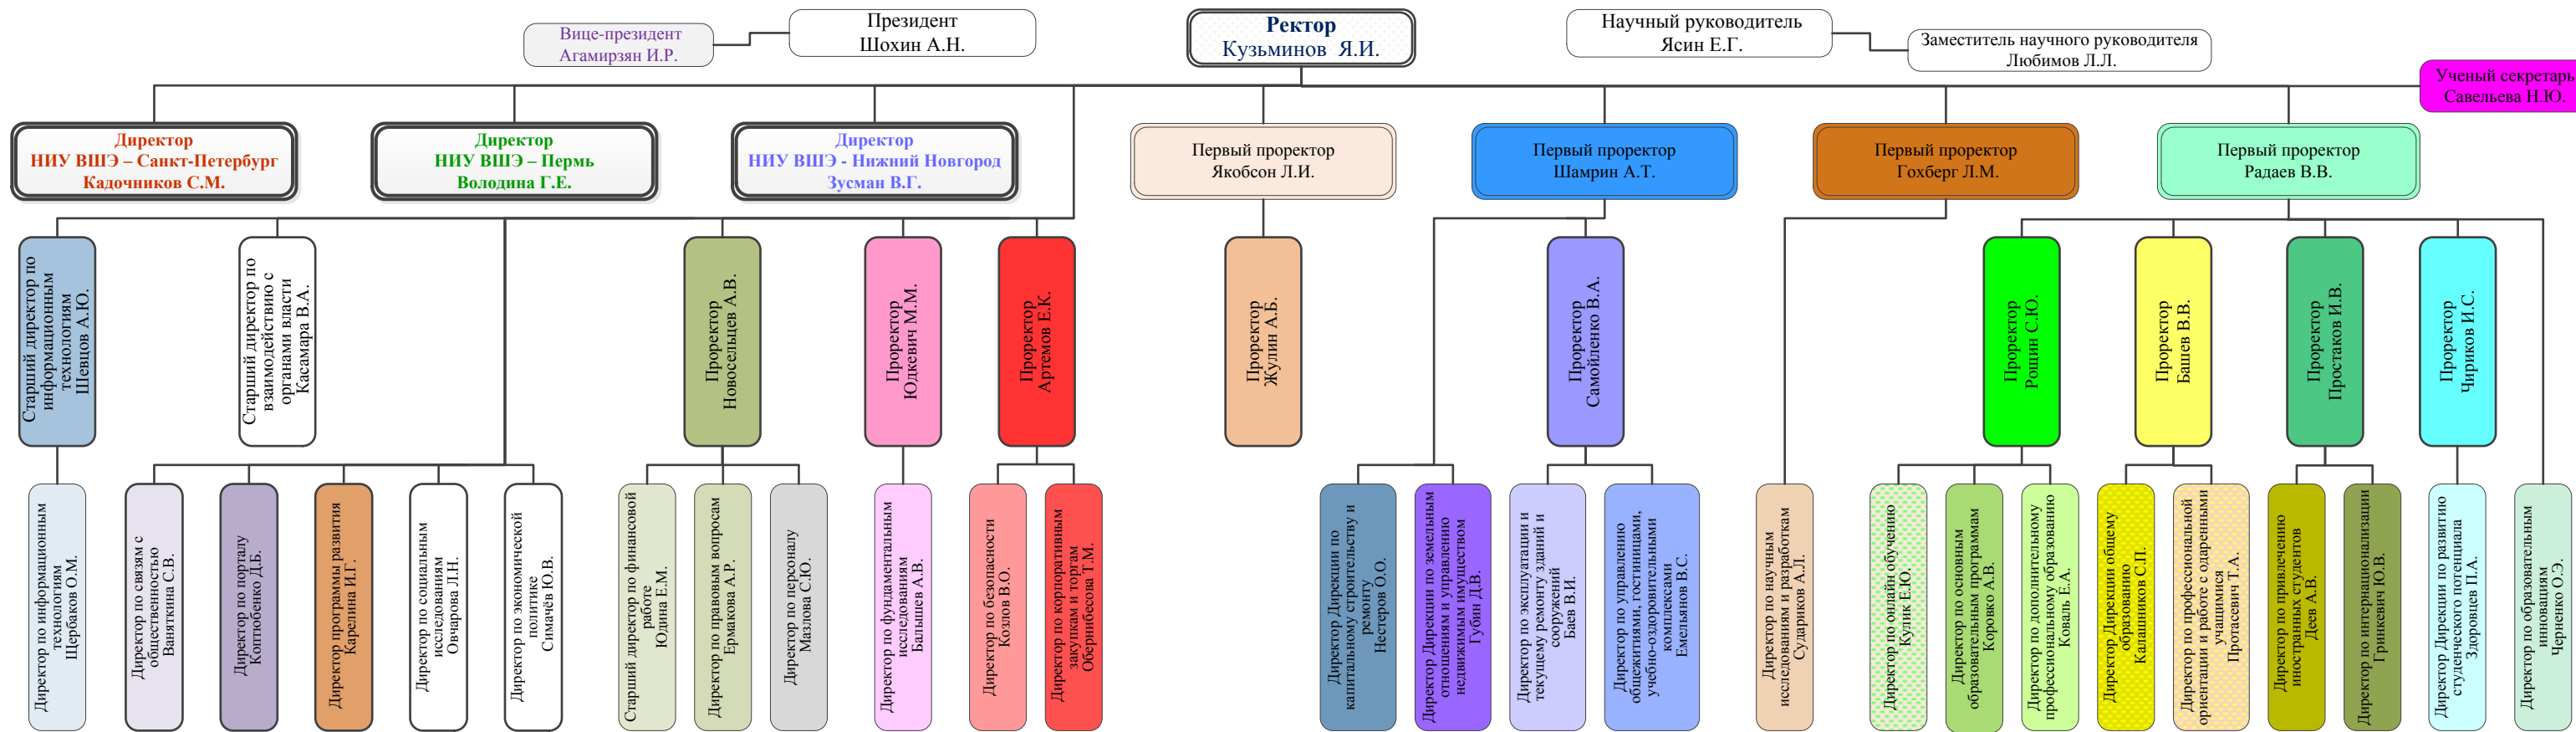 Вице-президент
Агамирзян И.Р.
Президент
Шохин А.Н.
Ректор
Кузьминов Я.И.
Научный руководитель
Ясин Е.Г.
Заместитель научного руководителя
Любимов Л.Л.
Ученый секретарь
Савельева Н.Ю.
Директор
НИУ ВШЭ – Санкт-Петербург
Кадочников С.М.
Директор
НИУ ВШЭ – Пермь
Володина Г.Е.
Директор
НИУ ВШЭ - Нижний Новгород
Зусман В.Г.
Первый проректор
Якобсон Л.И.
Первый проректор
Шамрин А.Т.
Первый проректор
Гохберг Л.М.
Первый проректор
Радаев В.В.
Старший директор по
информационным
технологиям
Шевцов А.Ю.
Старший директор по
взаимодействию с
органами власти
Касамара В.А.
Проректор
Новосельцев А.В.
Проректор
Юдкевич М.М.
Проректор
Артемов Е.К.
Проректор
Жулин А.Б.
Проректор
Самойленко В.А.
Проректор
Рощин С.Ю.
Проректор
Башев В.В.
Проректор
Простаков И.В.
Проректор
Чириков И.С.
Директор по информационным
технологиям
Щербаков О.М.
Директор по связям с
общественностью
Ваняткина С.В.
Директор по порталу
Коптюбенко Д.Б.
Директор программы развития
Карелина И.Г.
Директор по социальным
исследованиям
Овчарова Л.Н.
Директор по экономической
политике
Симачёв Ю.В.
Старший директор по финансовой
работе
Юдина Е.М.
Директор по правовым вопросам
Ермакова А.Р.
Директор по персоналу
Мазлова С.Ю.
Директор по фундаментальным
исследованиям
Балышев А.В.
Директор по безопасности
Козлов В.О.
Директор по корпоративным
закупкам и торгам
Обернибесова Т.М.
Директор Дирекции по
капитальному строительству и
ремонту
Нестеров О.О.
Директор Дирекции по земельным
отношениям и управлению
недвижимым имуществом
Губин Д.В.
Директор по эксплуатации и
текущему ремонту зданий и
сооружений
Баев В.И.
Директор по управлению
общежитиями, гостиницами,
учебно-оздоровительными
комплексами
Емельянов В.С.
Директор по научным
исследованиям и разработкам
Судариков А.Л.
Директор по онлайн обучению
Кулик Е.Ю.
Директор по основным
образовательным программам
Коровко А.В.
Директор по дополнительному
профессиональному образованию
Коваль Е.А.
Директор Дирекции общему
образованию
Калашников С.П.
Директор по профессиональной
ориентации и работе с одаренными
учащимися
Протасевич Т.А.
Директор по привлечению
иностранных студентов
Деев А.В.
Директор по интернационализации
Гринкевич Ю.В.
Директор Дирекции по развитию
студенческого потенциала
Здоровцев П.А.
Директор по образовательным
инновациям
Черненко О.Э.